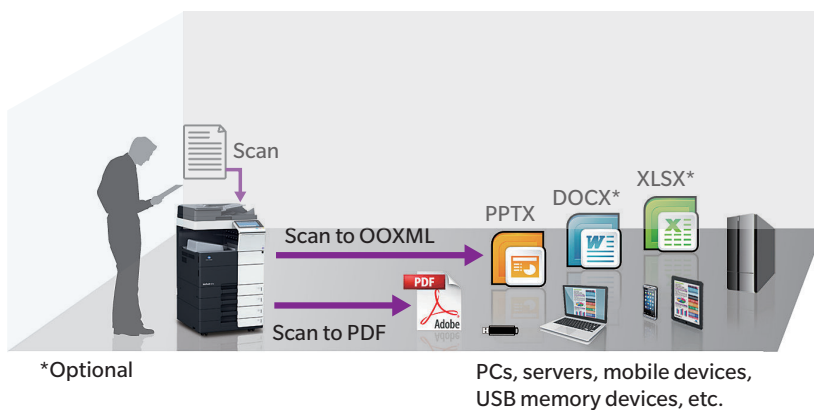 Scan
XLSX*
DOCX*
PPTX
Scan to OOXML
PDF
Adobe
Scan to PDF
*Optional
PCs, servers, mobile devices,
USB memory devices, etc.